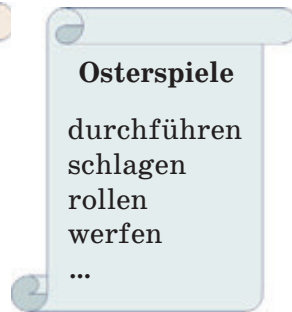 Osterspiele
durchführen
schlagen
rollen
werfen
...